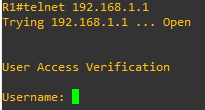 R1#telnet 192.168.1.1
Trying 192.168.1.1 ... Open
User Access Verification
Username: